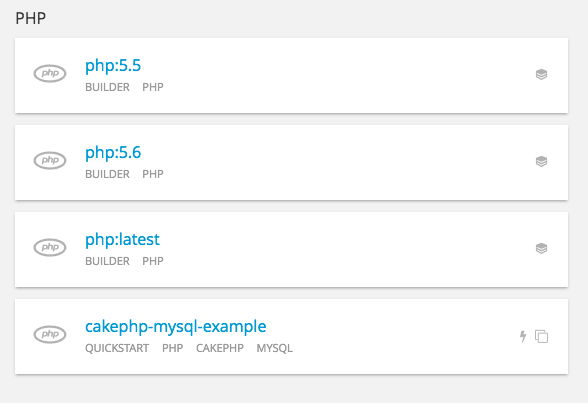 PHP
php
php:5.5
BUILDER PHP
php
php:5.6
BUILDER PHP
php
php:latest
BUILDER PHP
php
cakephp-mysql-example
QUICKSTART PHP CAKEPHP MYSQL